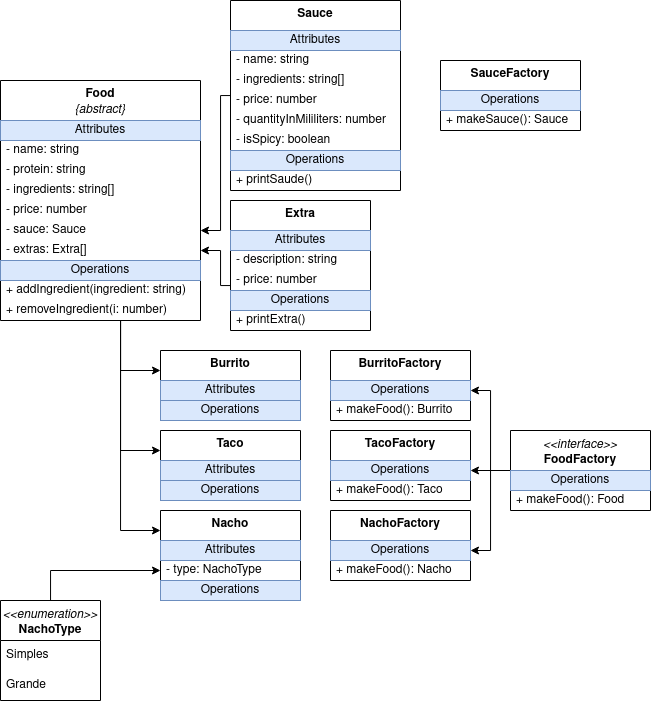 Sauce
Attributes
- name: string
- ingredients: string[]
- price: number
- quantityInMililiters: number
- isSpicy: boolean
Operations
+ printSaude()
SauceFactory
Operations
+ makeSauce(): Sauce
Food
{abstract}
Attributes
- name: string
- protein: string
- ingredients: string[]
- price: number
- sauce: Sauce
- extras: Extra[]
Operations
+ addIngredient(ingredient: string)
+ removeIngredient(i: number)
Extra
Attributes
- description: string
- price: number
Operations
+ printExtra()
Burrito
Attributes
Operations
BurritoFactory
Operations
+ makeFood(): Burrito
Taco
Attributes
Operations
TacoFactory
Operations
+ makeFood(): Taco
<<interface>>
FoodFactory
Operations
+ makeFood(): Food
Nacho
Attributes
- type: NachoType
Operations
NachoFactory
Operations
+ makeFood(): Nacho
<<enumeration>>
NachoType
Simples
Grande